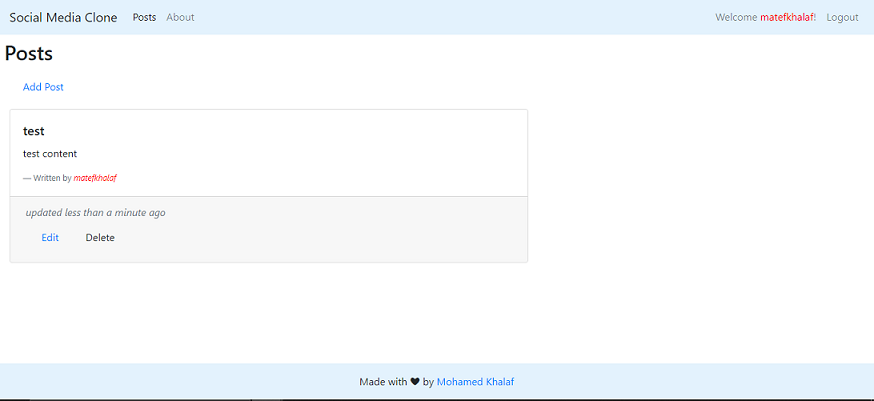 Social Media Clone Posts About Welcome matefkhalaf! Logout
Posts
Add Post
test
test content
— Written by matefkhalaf
updated less than a minute ago
Edit Delete
Made with ♥ by Mohamed Khalaf